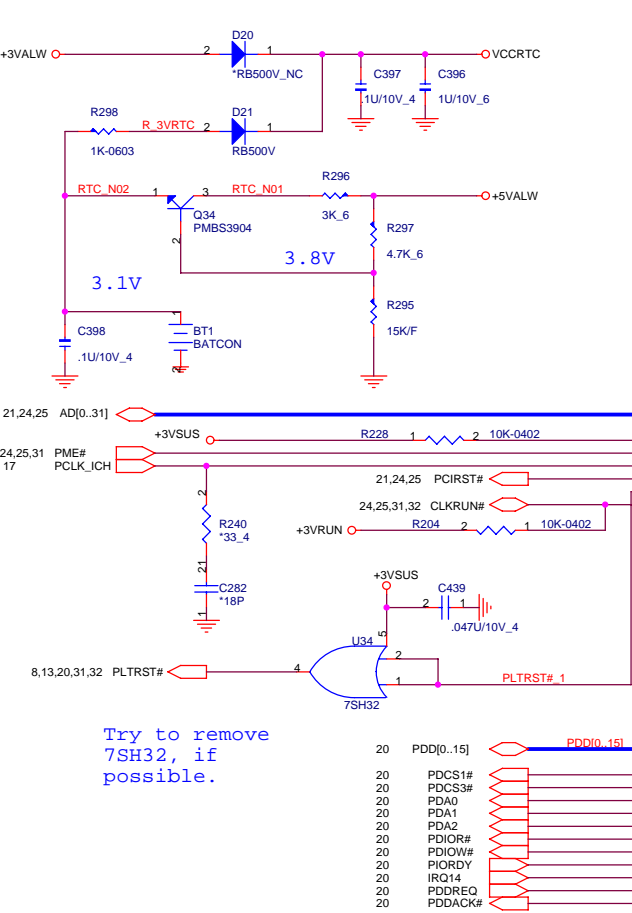 D20
+3VALW 2 1 VCCRTC
*RB500V_NC
C397 C396
.1U/10V_4 1U/10V_6
R298 D21
R_3VRTC 2 1
1K-0603 RB500V
R296
RTC_N02 1 3 RTC_N01 +5VALW
Q34 3K_6
PMBS3904
2
R297
4.7K_6
3.8V
3.1V
R295
15K/F
1
C398 BT1
BATCON
.1U/10V_4
2
21,24,25 AD[0..31]
+3VSUS R228 1 2 10K-0402
24,25,31 PME#
17 PCLK_ICH
21,24,25 PCIRST#
2
24,25,31,32 CLKRUN#
R240
*33_4
+3VRUN R204 2 1 10K-0402
21
C282
*18P
1
+3VSUS
C439
2 1
.047U/10V_4
5
U34
2
8,13,20,31,32 PLTRST# 4
1 PLTRST#_1
7SH32
Try to remove
7SH32, if
possible.
20 PDD[0..15] PDD[0..15]
20 PDCS1#
20 PDCS3#
20 PDA0
20 PDA1
20 PDA2
20 PDIOR#
20 PDIOW#
20 PIORDY
20 IRQ14
20 PDDREQ
20 PDDACK#